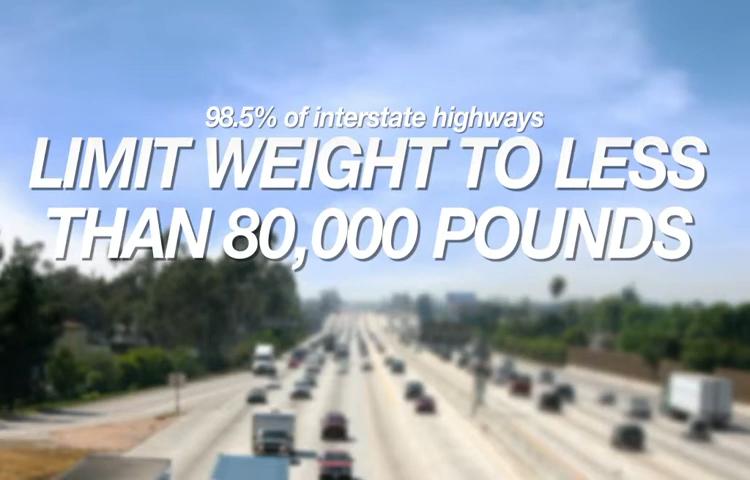 98.5% of interstate highways
LIMIT WEIGHT TO LESS
THAN 80,000 POUNDS